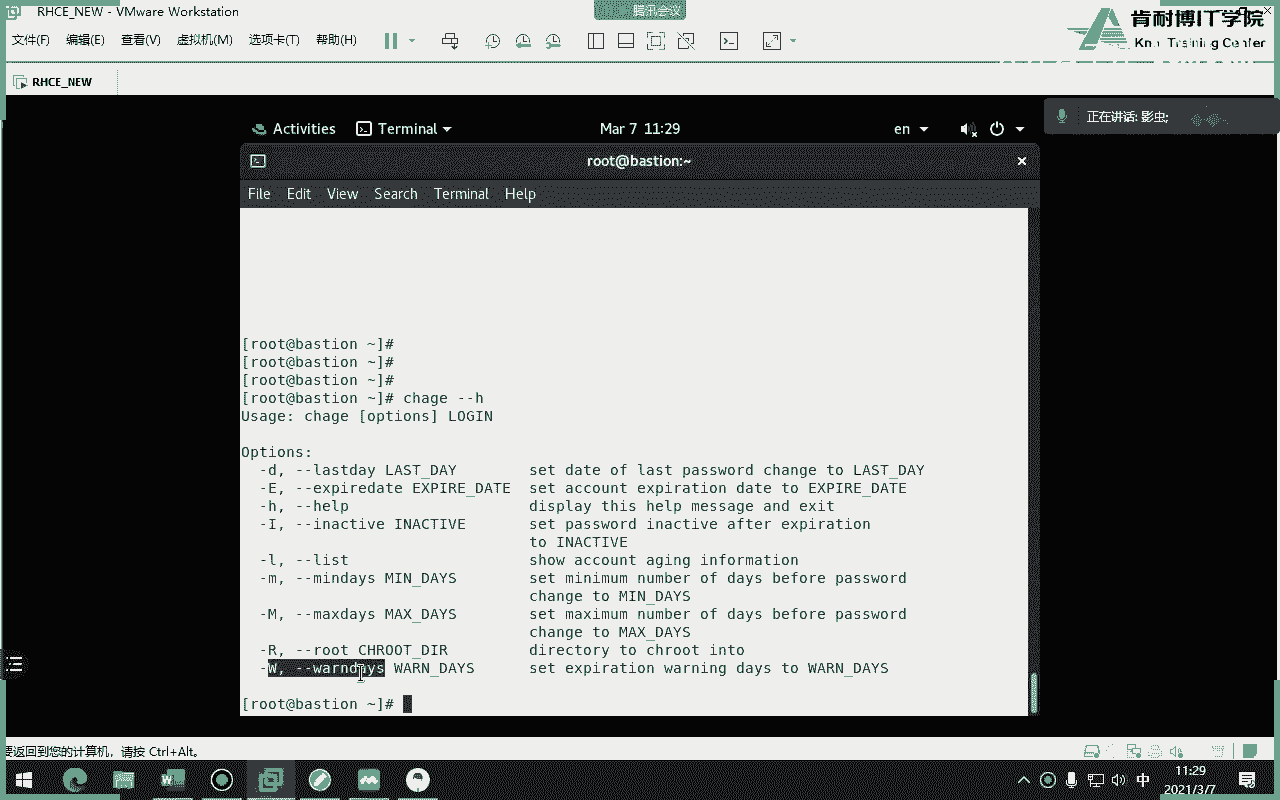 RHCE_NEW - VMware Workstation
腾讯会议
肯耐博IT学院
Training Center
文件(F) 编辑(E) 查看(V) 虚拟机(M) 选项卡(T) 帮助(H)
RHCE_NEW
正在讲话: 影虫;
Activities Terminal Mar 7 11:29 en
root@bastion:~
File Edit View Search Terminal Help
[root@bastion ~]#
[root@bastion ~]#
[root@bastion ~]#
[root@bastion ~]# chage --h
Usage: chage [options] LOGIN
Options:
-d, --lastday LAST_DAY set date of last password change to LAST_DAY
-E, --expiredate EXPIRE_DATE set account expiration date to EXPIRE_DATE
-h, --help display this help message and exit
-I, --inactive INACTIVE set password inactive after expiration
to INACTIVE
-l, --list show account aging information
-m, --mindays MIN_DAYS set minimum number of days before password
change to MIN_DAYS
-M, --maxdays MAX_DAYS set maximum number of days before password
change to MAX_DAYS
-R, --root CHROOT_DIR directory to chroot into
-W, --warndays WARN_DAYS set expiration warning days to WARN_DAYS
[root@bastion ~]#
要返回到您的计算机，请按 Ctrl+Alt。
中
11:29
2021/3/7